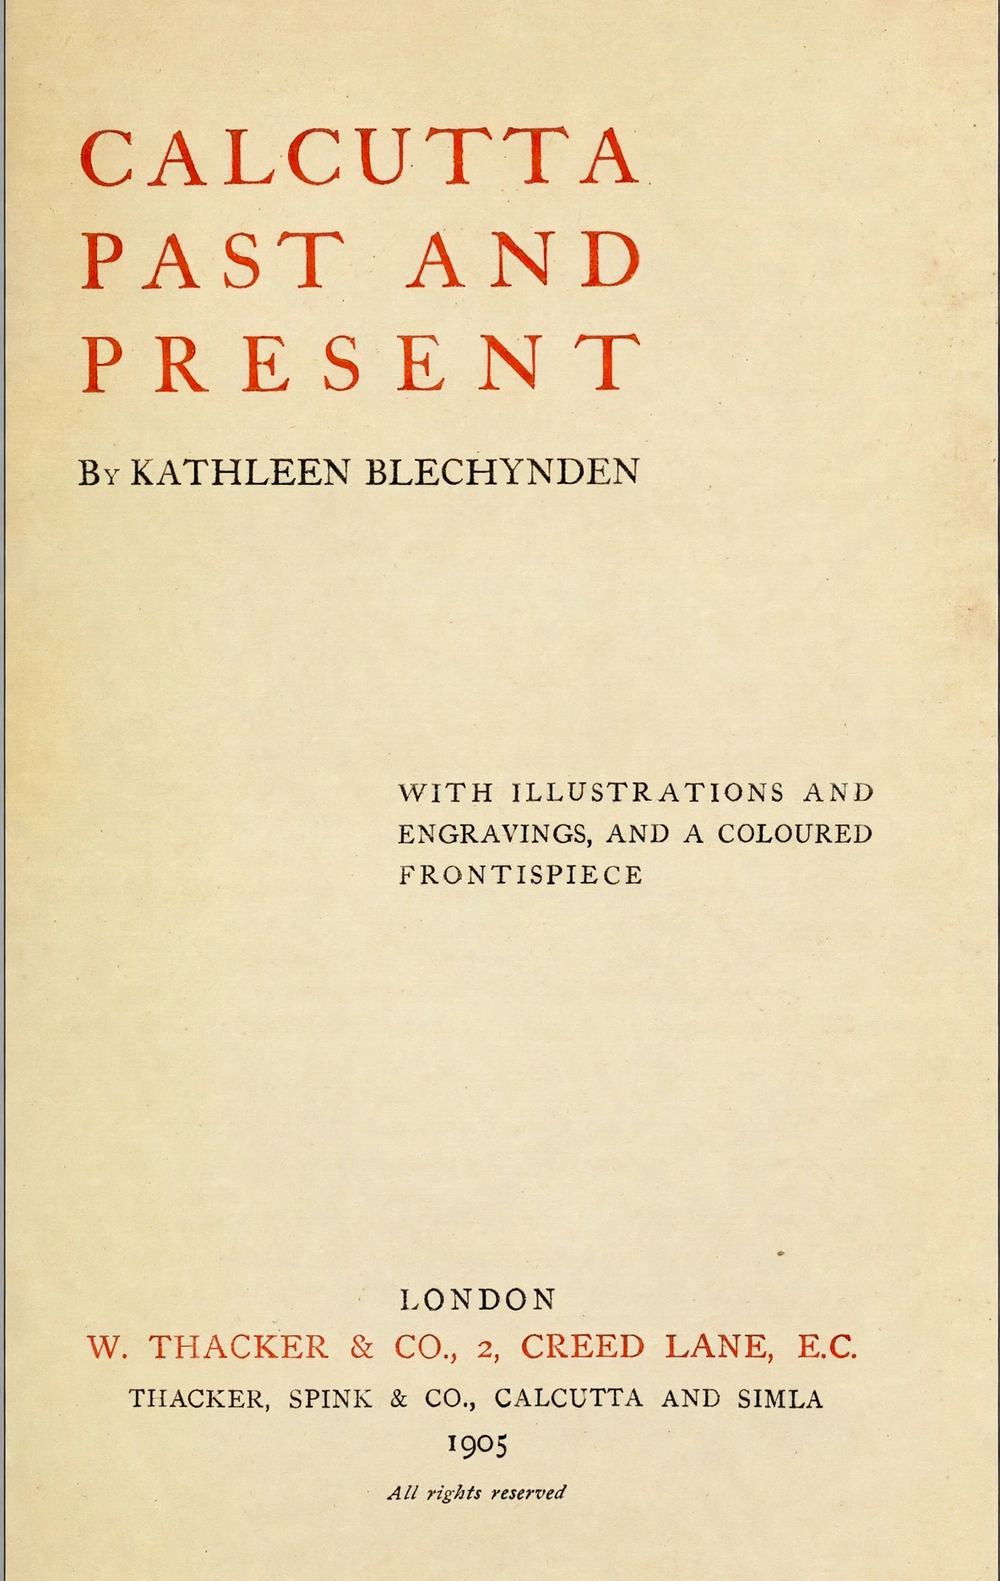 CALCUTTA
PAST AND
PRESENT
BY KATHLEEN BLECHYNDEN
WITH ILLUSTRATIONS AND
ENGRAVINGS, AND A COLOURED
FRONTISPIECE
LONDON
W. THACKER & CO., 2, CREED LANE, E.C.
THACKER, SPINK & CO., CALCUTTA AND SIMLA
1905
All rights reserved